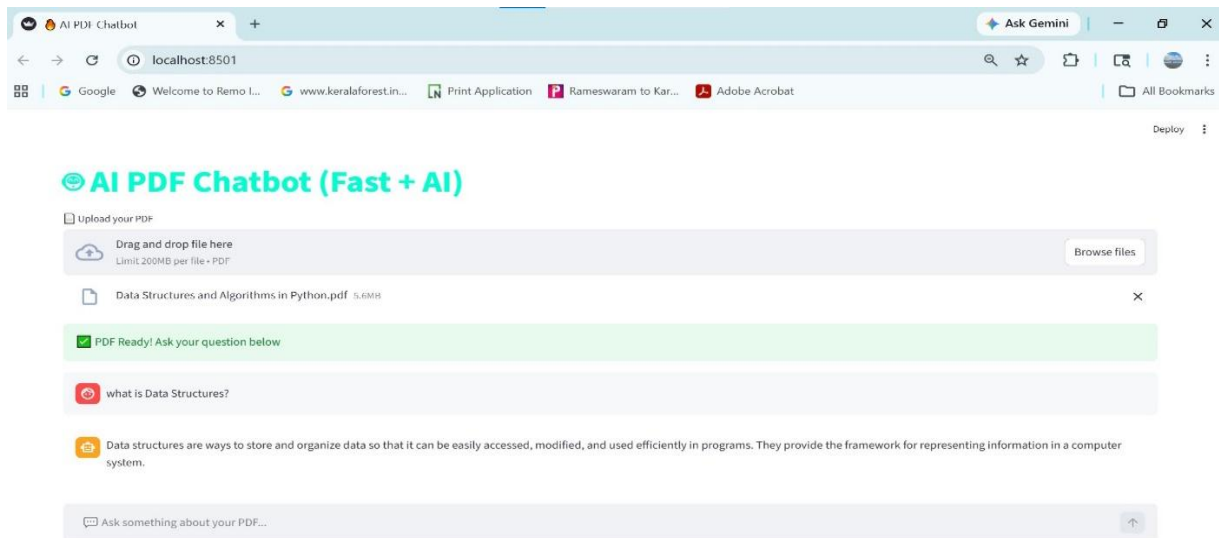 AI PDF Chatbot
Ask Gemini
localhost:8501
Google Welcome to Remo I... www.keralaforest.in... Print Application Rameswaram to Kar... Adobe Acrobat All Bookmarks
Deploy
AI PDF Chatbot (Fast + AI)
Upload your PDF
Drag and drop file here
Limit 200MB per file • PDF
Browse files
Data Structures and Algorithms in Python.pdf 5.6MB
PDF Ready! Ask your question below
what is Data Structures?
Data structures are ways to store and organize data so that it can be easily accessed, modified, and used efficiently in programs. They provide the framework for representing information in a computer
system.
Ask something about your PDF...